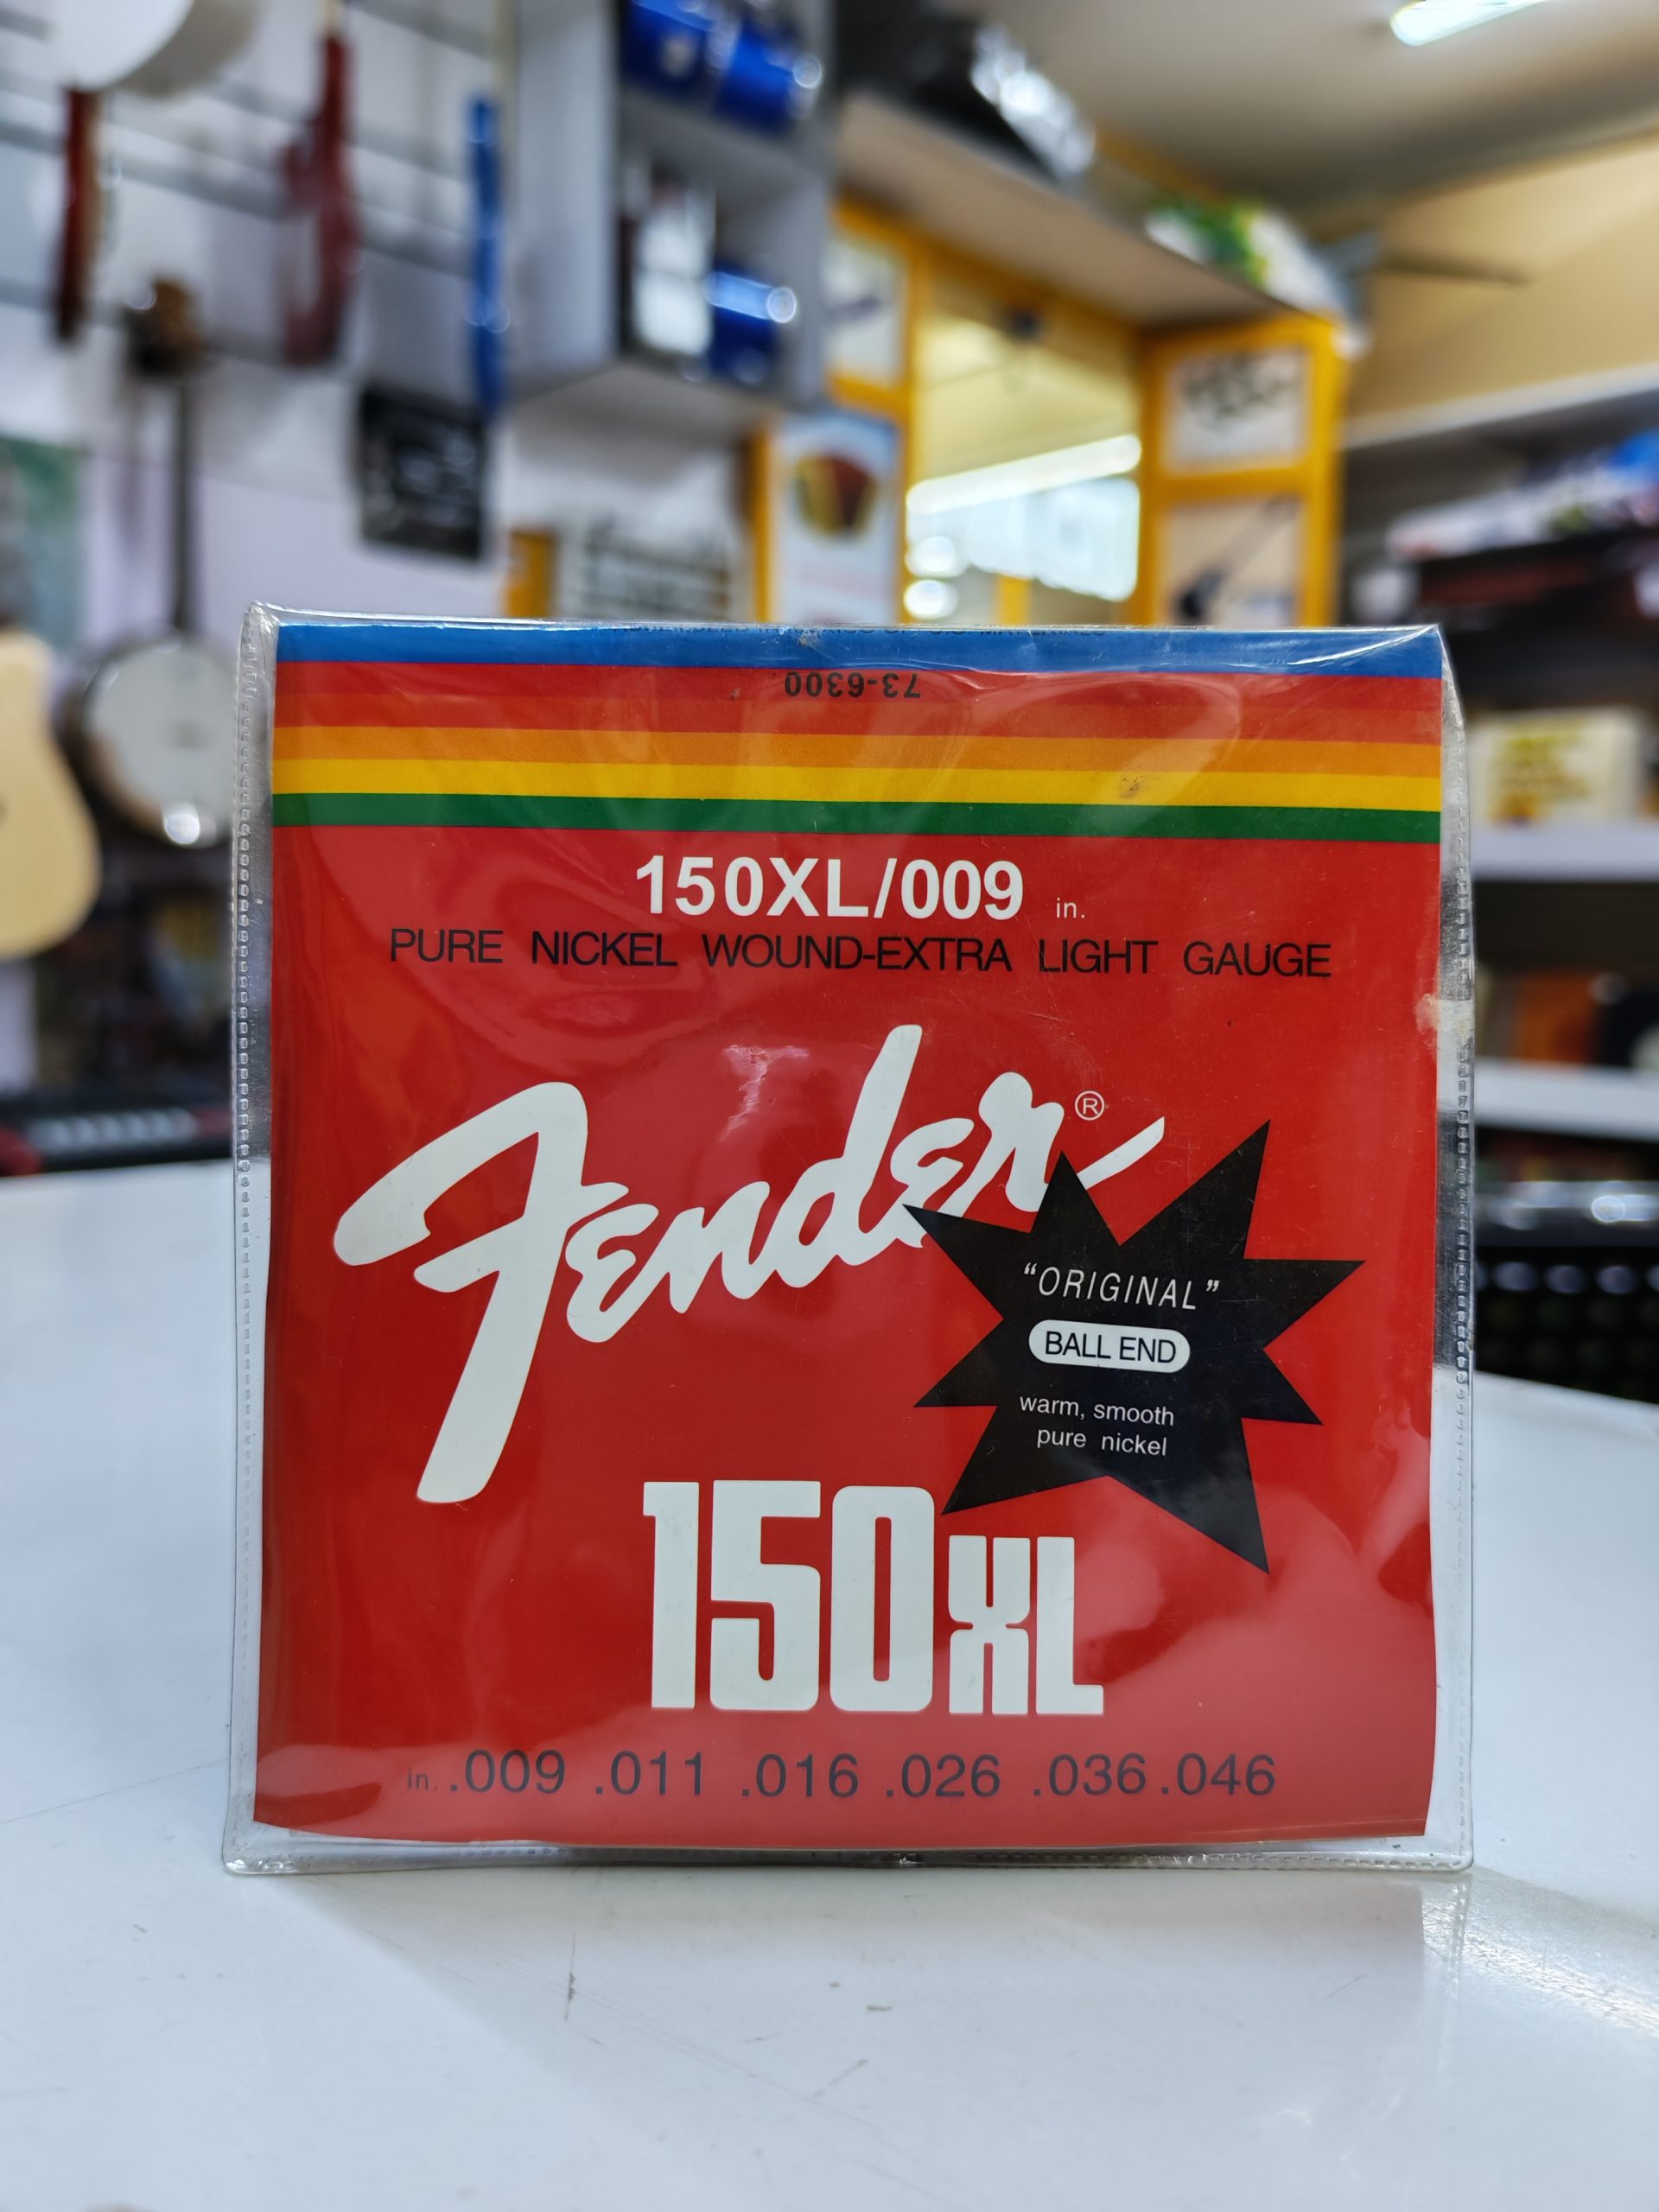 73-6300
150XL/009 in.
PURE NICKEL WOUND-EXTRA LIGHT GAUGE
Fender®
"ORIGINAL"
BALL END
warm, smooth
pure nickel
150XL
in. .009 .011 .016 .026 .036 .046